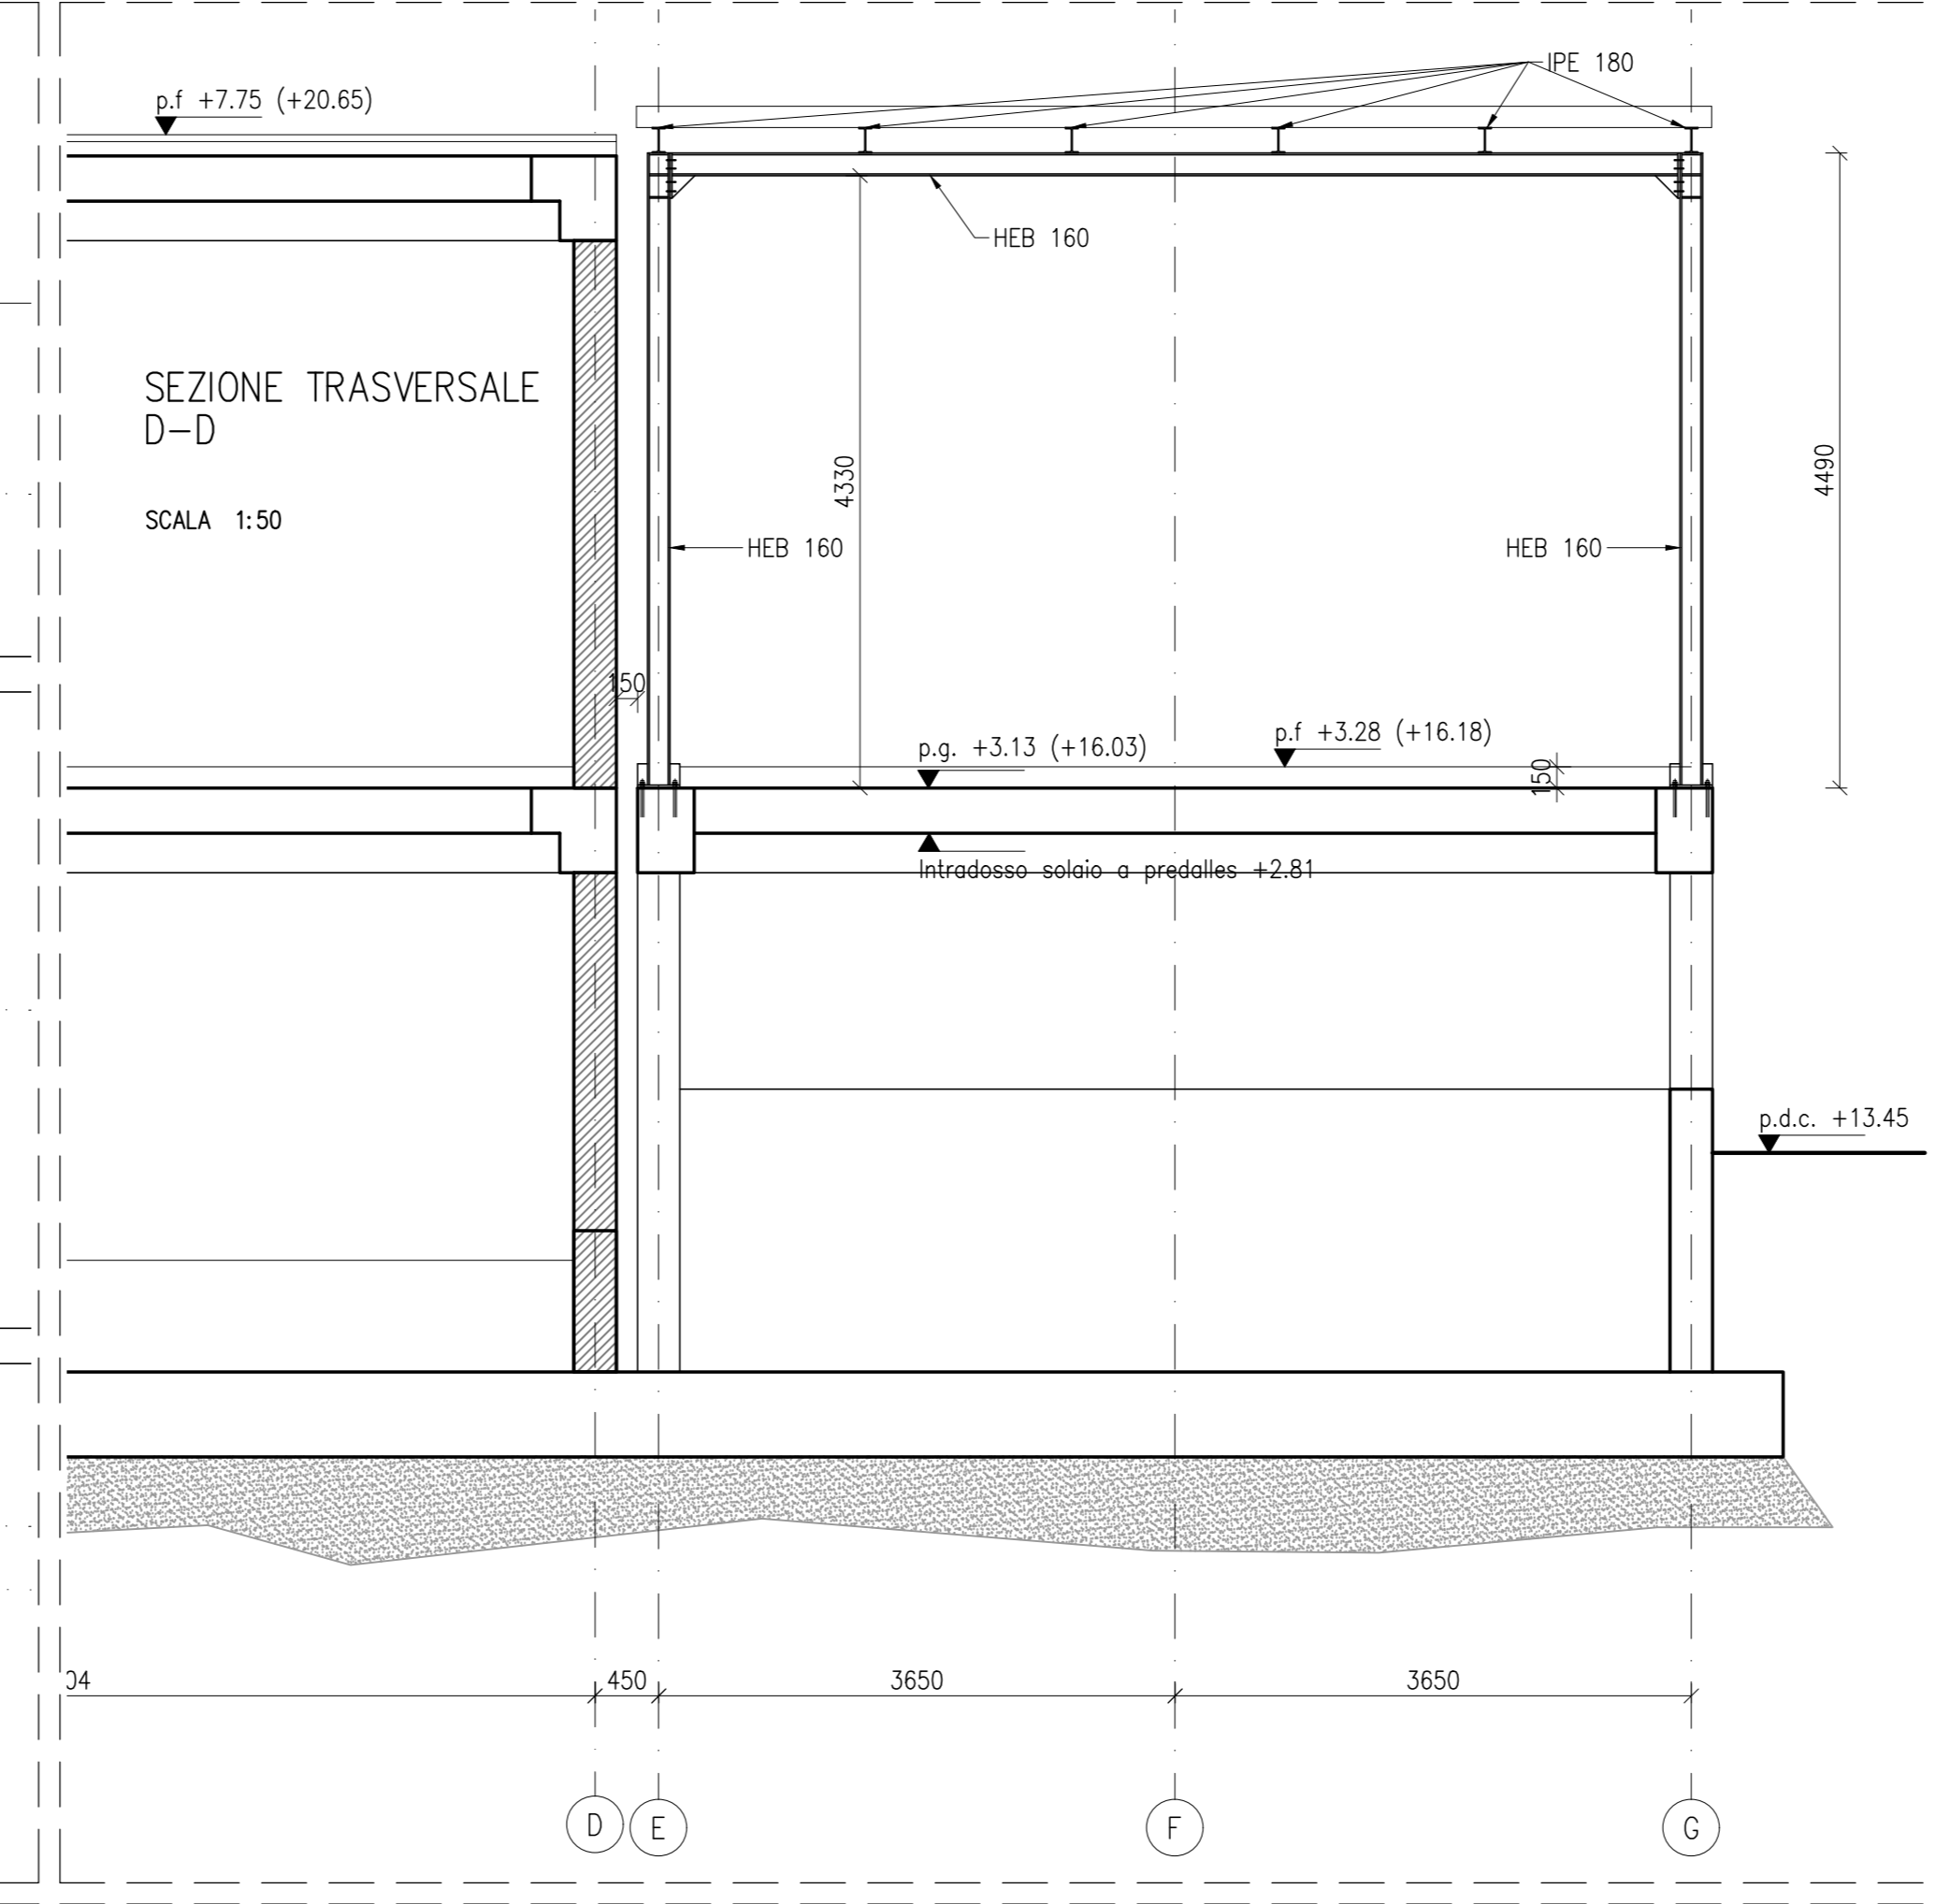 IPE 180
p.f +7.75 (+20.65)
HEB 160
SEZIONE TRASVERSALE
D-D
SCALA 1:50
4330
4490
HEB 160
HEB 160
150
p.g. +3.13 (+16.03)
p.f +3.28 (+16.18)
150
Intradosso solaio a predalles +2.81
p.d.c. +13.45
04
450
3650
3650
D
E
F
G